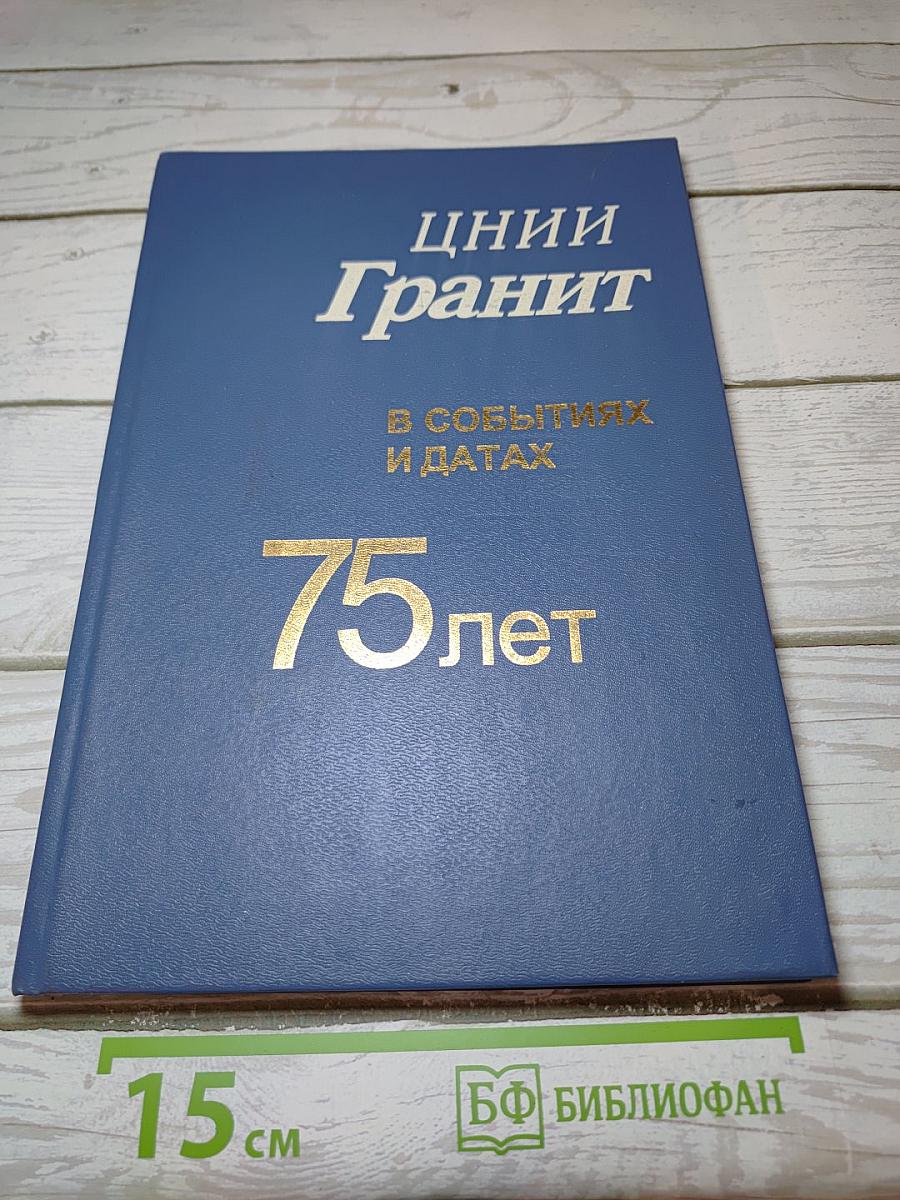 ЦНИИ
Гранит
В СОБЫТИЯХ
И ДАТАХ
75 лет
15 см
БФ БИБЛИОФАН